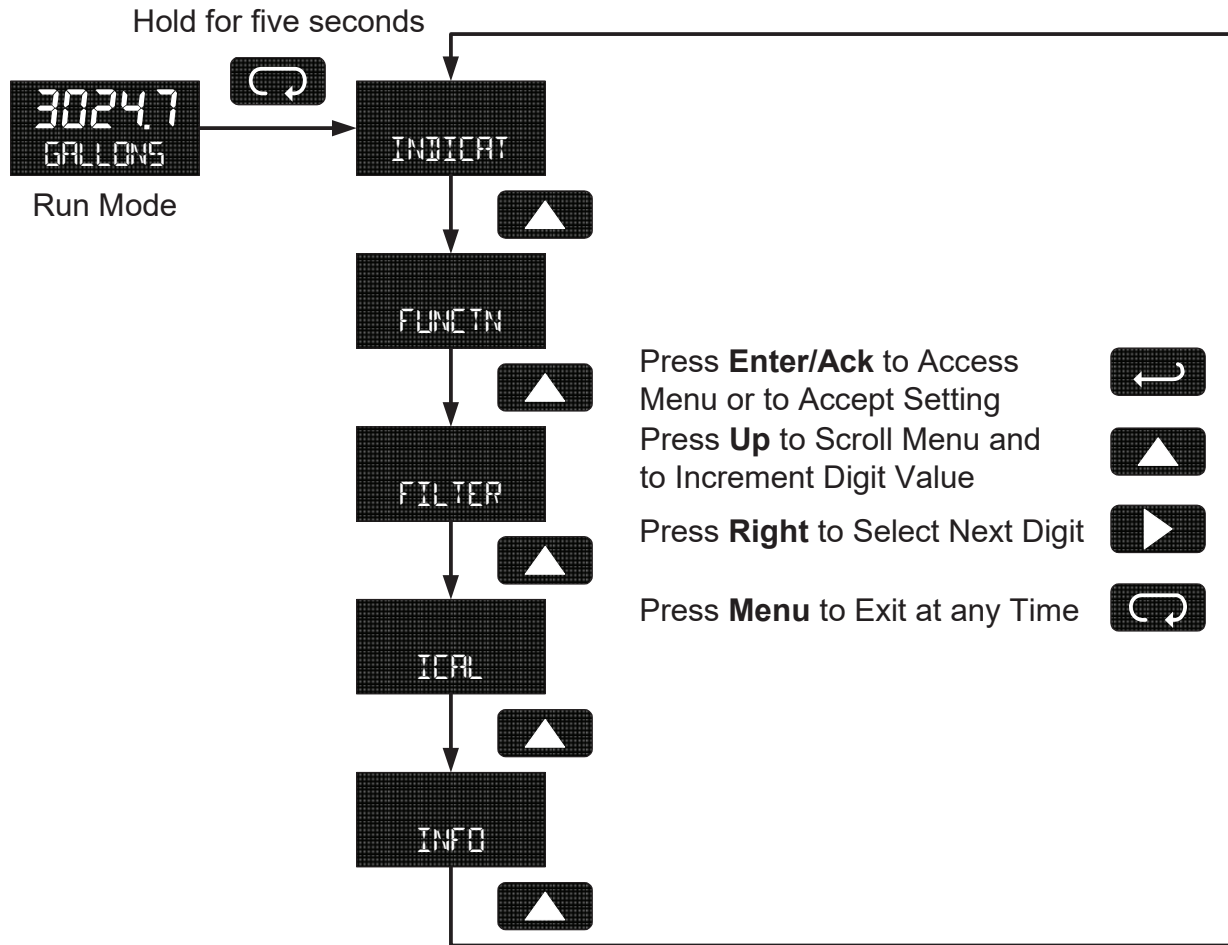 Hold for five seconds
3024.7
GALLONS
Run Mode
INDICAT
FUNCTN
FILTER
ICAL
INFO
Press Enter/Ack to Access
Menu or to Accept Setting
Press Up to Scroll Menu and
to Increment Digit Value
Press Right to Select Next Digit
Press Menu to Exit at any Time